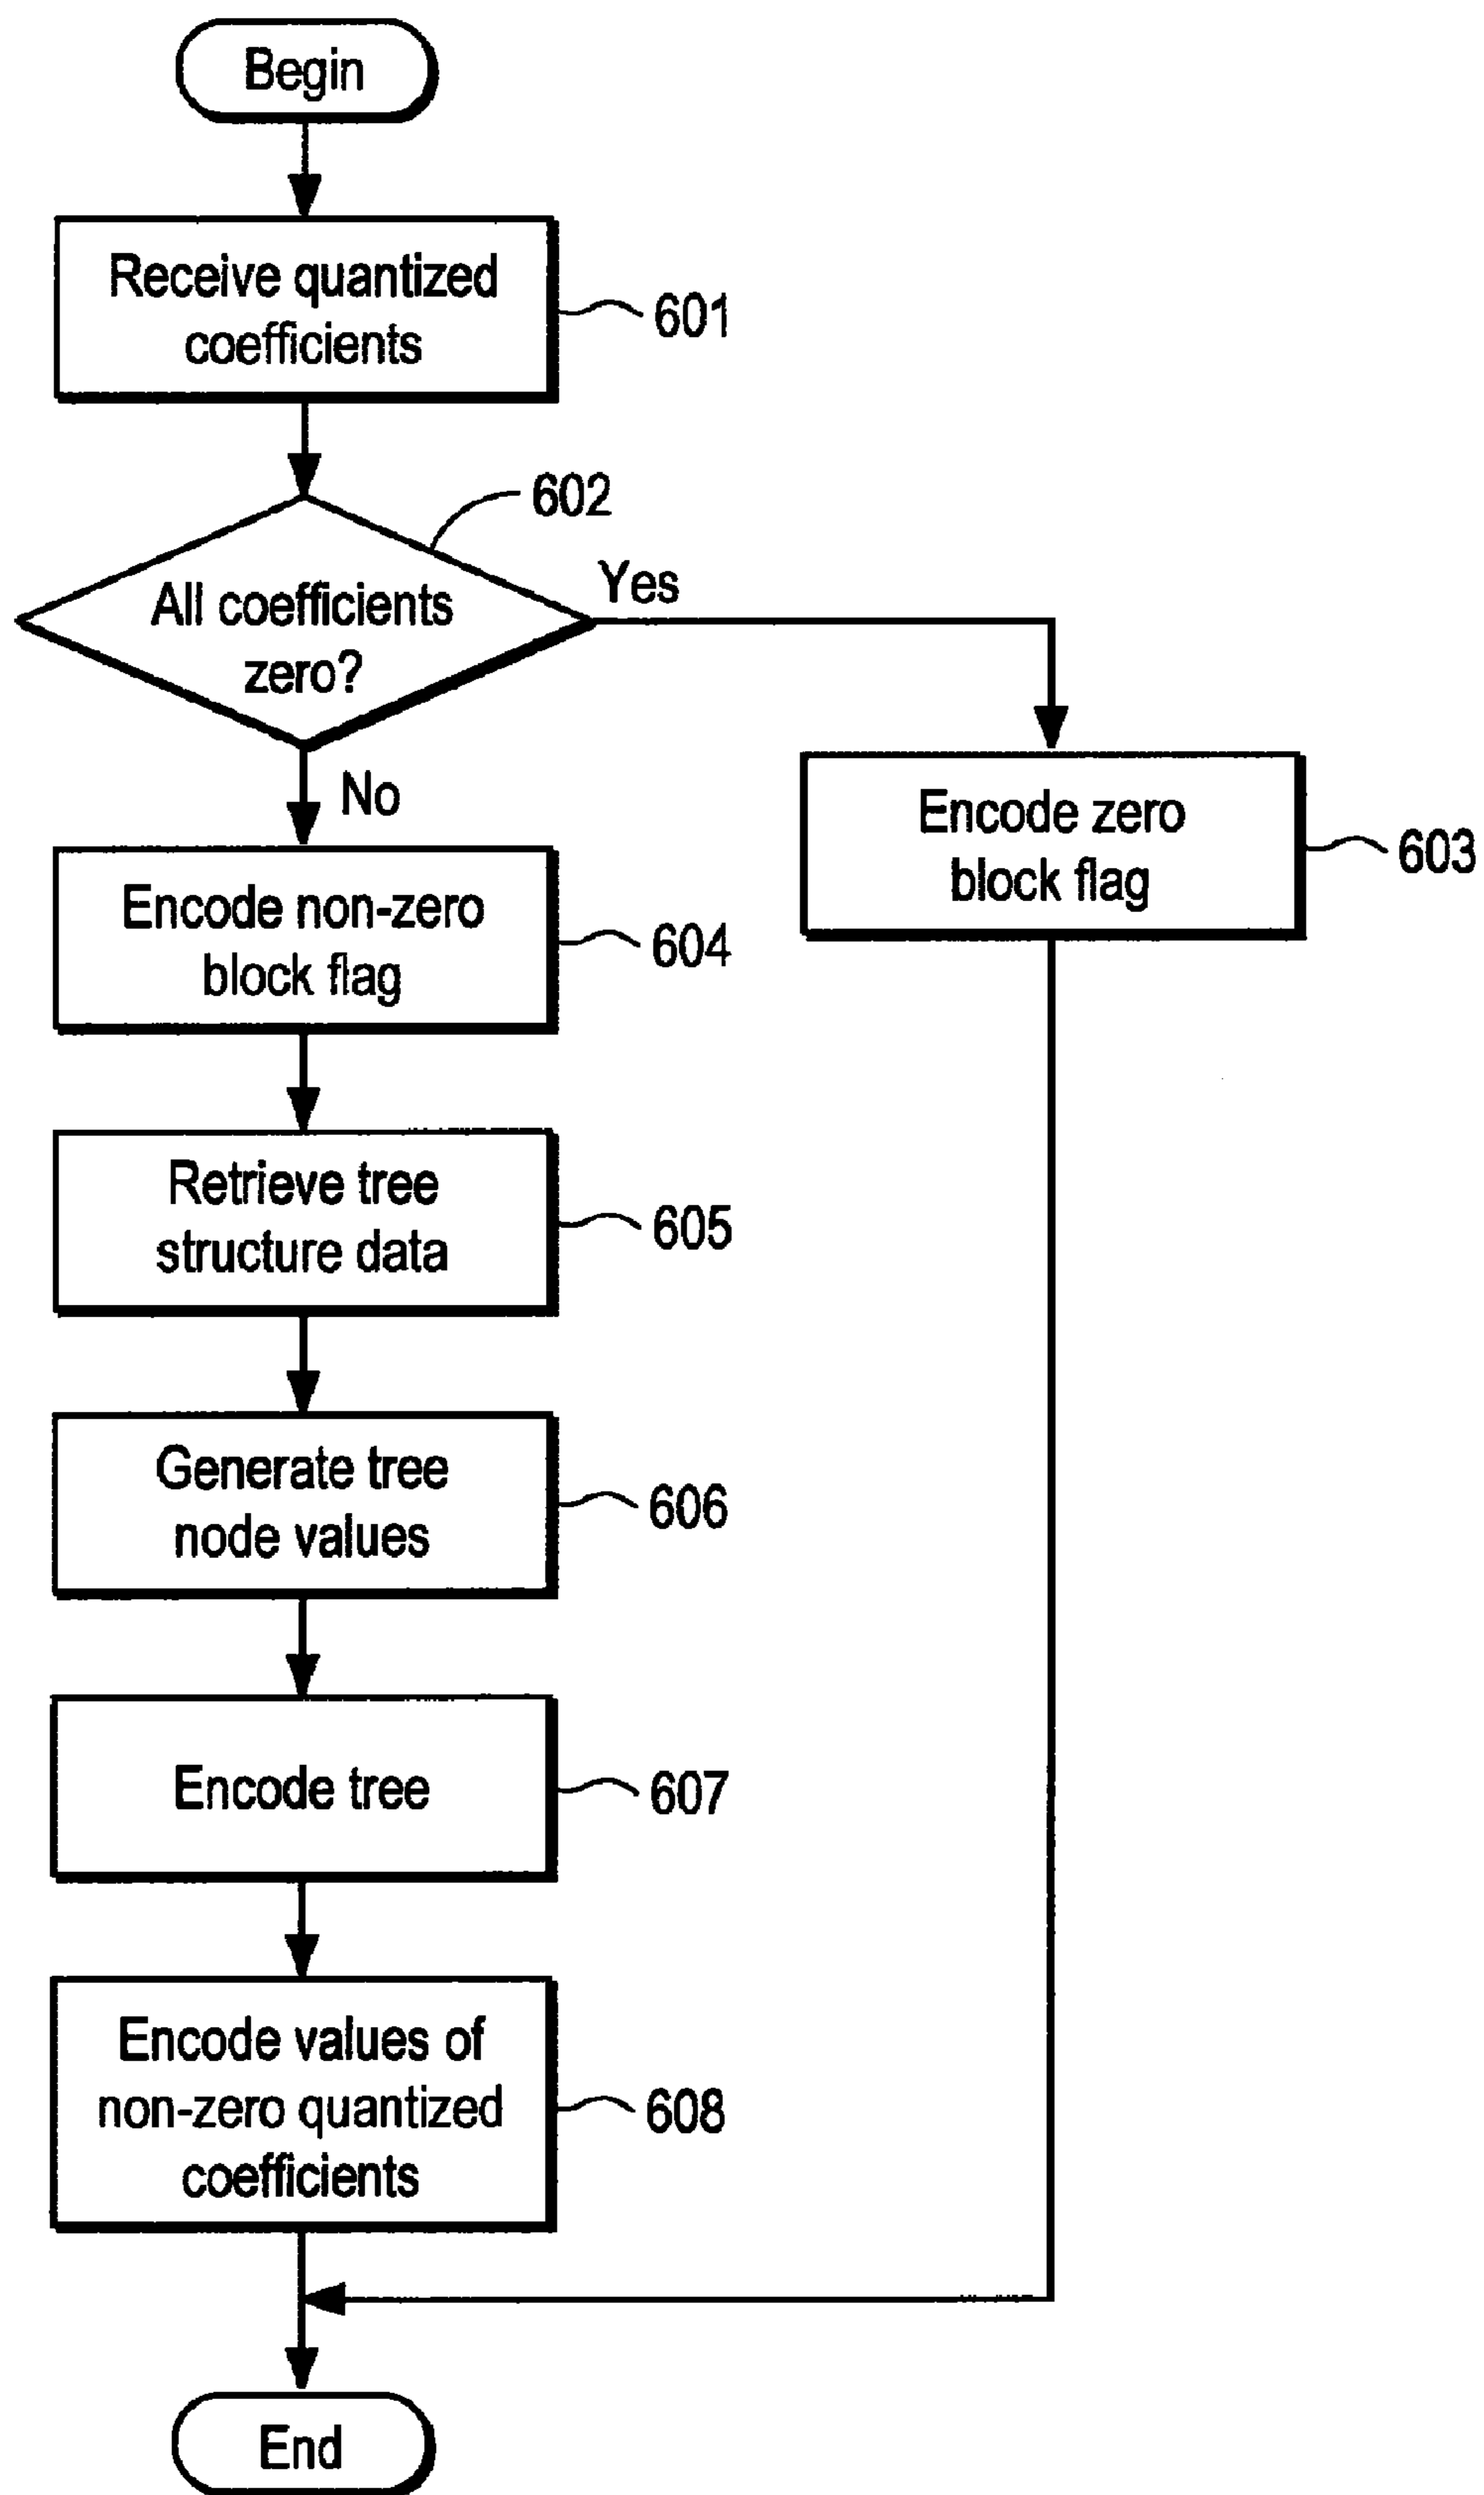 Begin
Receive quantized
coefficients
601
602
All coefficients
zero?
Yes
No
Encode zero
block flag
603
Encode non-zero
block flag
604
Retrieve tree
structure data
605
Generate tree
node values
606
Encode tree
607
Encode values of
non-zero quantized
coefficients
608
End